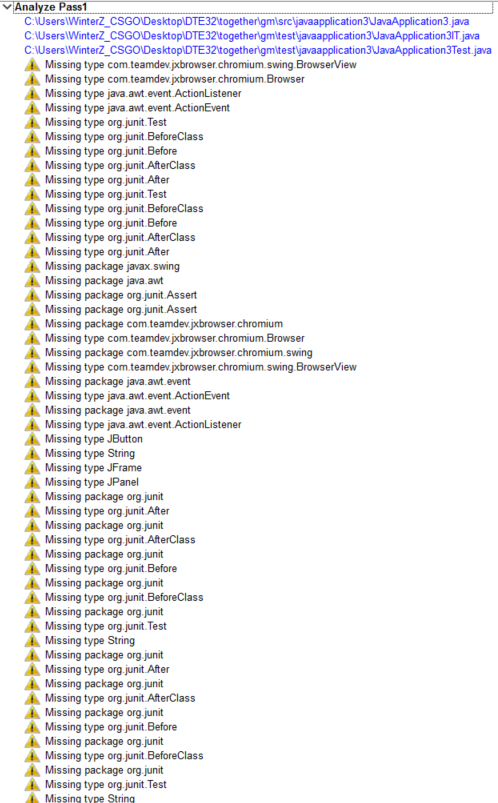 Analyze Pass1
C:\Users\WinterZ_CSGO\Desktop\DTE32\together\gm\src\javaapplication3\JavaApplication3.java
C:\Users\WinterZ_CSGO\Desktop\DTE32\together\gm\test\javaapplication3\JavaApplication3IT.java
C:\Users\WinterZ_CSGO\Desktop\DTE32\together\gm\test\javaapplication3\JavaApplication3Test.java
Missing type com.teamdev.jxbrowser.chromium.swing.BrowserView
Missing type com.teamdev.jxbrowser.chromium.Browser
Missing type java.awt.event.ActionListener
Missing type java.awt.event.ActionEvent
Missing type org.junit.Test
Missing type org.junit.BeforeClass
Missing type org.junit.Before
Missing type org.junit.AfterClass
Missing type org.junit.After
Missing type org.junit.Test
Missing type org.junit.BeforeClass
Missing type org.junit.Before
Missing type org.junit.AfterClass
Missing type org.junit.After
Missing package javax.swing
Missing package java.awt
Missing package org.junit.Assert
Missing package org.junit.Assert
Missing package com.teamdev.jxbrowser.chromium
Missing type com.teamdev.jxbrowser.chromium.Browser
Missing package com.teamdev.jxbrowser.chromium.swing
Missing type com.teamdev.jxbrowser.chromium.swing.BrowserView
Missing package java.awt.event
Missing type java.awt.event.ActionEvent
Missing package java.awt.event
Missing type java.awt.event.ActionListener
Missing type JButton
Missing type String
Missing type JFrame
Missing type JPanel
Missing package org.junit
Missing type org.junit.After
Missing package org.junit
Missing type org.junit.AfterClass
Missing package org.junit
Missing type org.junit.Before
Missing package org.junit
Missing type org.junit.BeforeClass
Missing package org.junit
Missing type org.junit.Test
Missing type String
Missing package org.junit
Missing type org.junit.After
Missing package org.junit
Missing type org.junit.AfterClass
Missing package org.junit
Missing type org.junit.Before
Missing package org.junit
Missing type org.junit.BeforeClass
Missing package org.junit
Missing type org.junit.Test
Missing type String